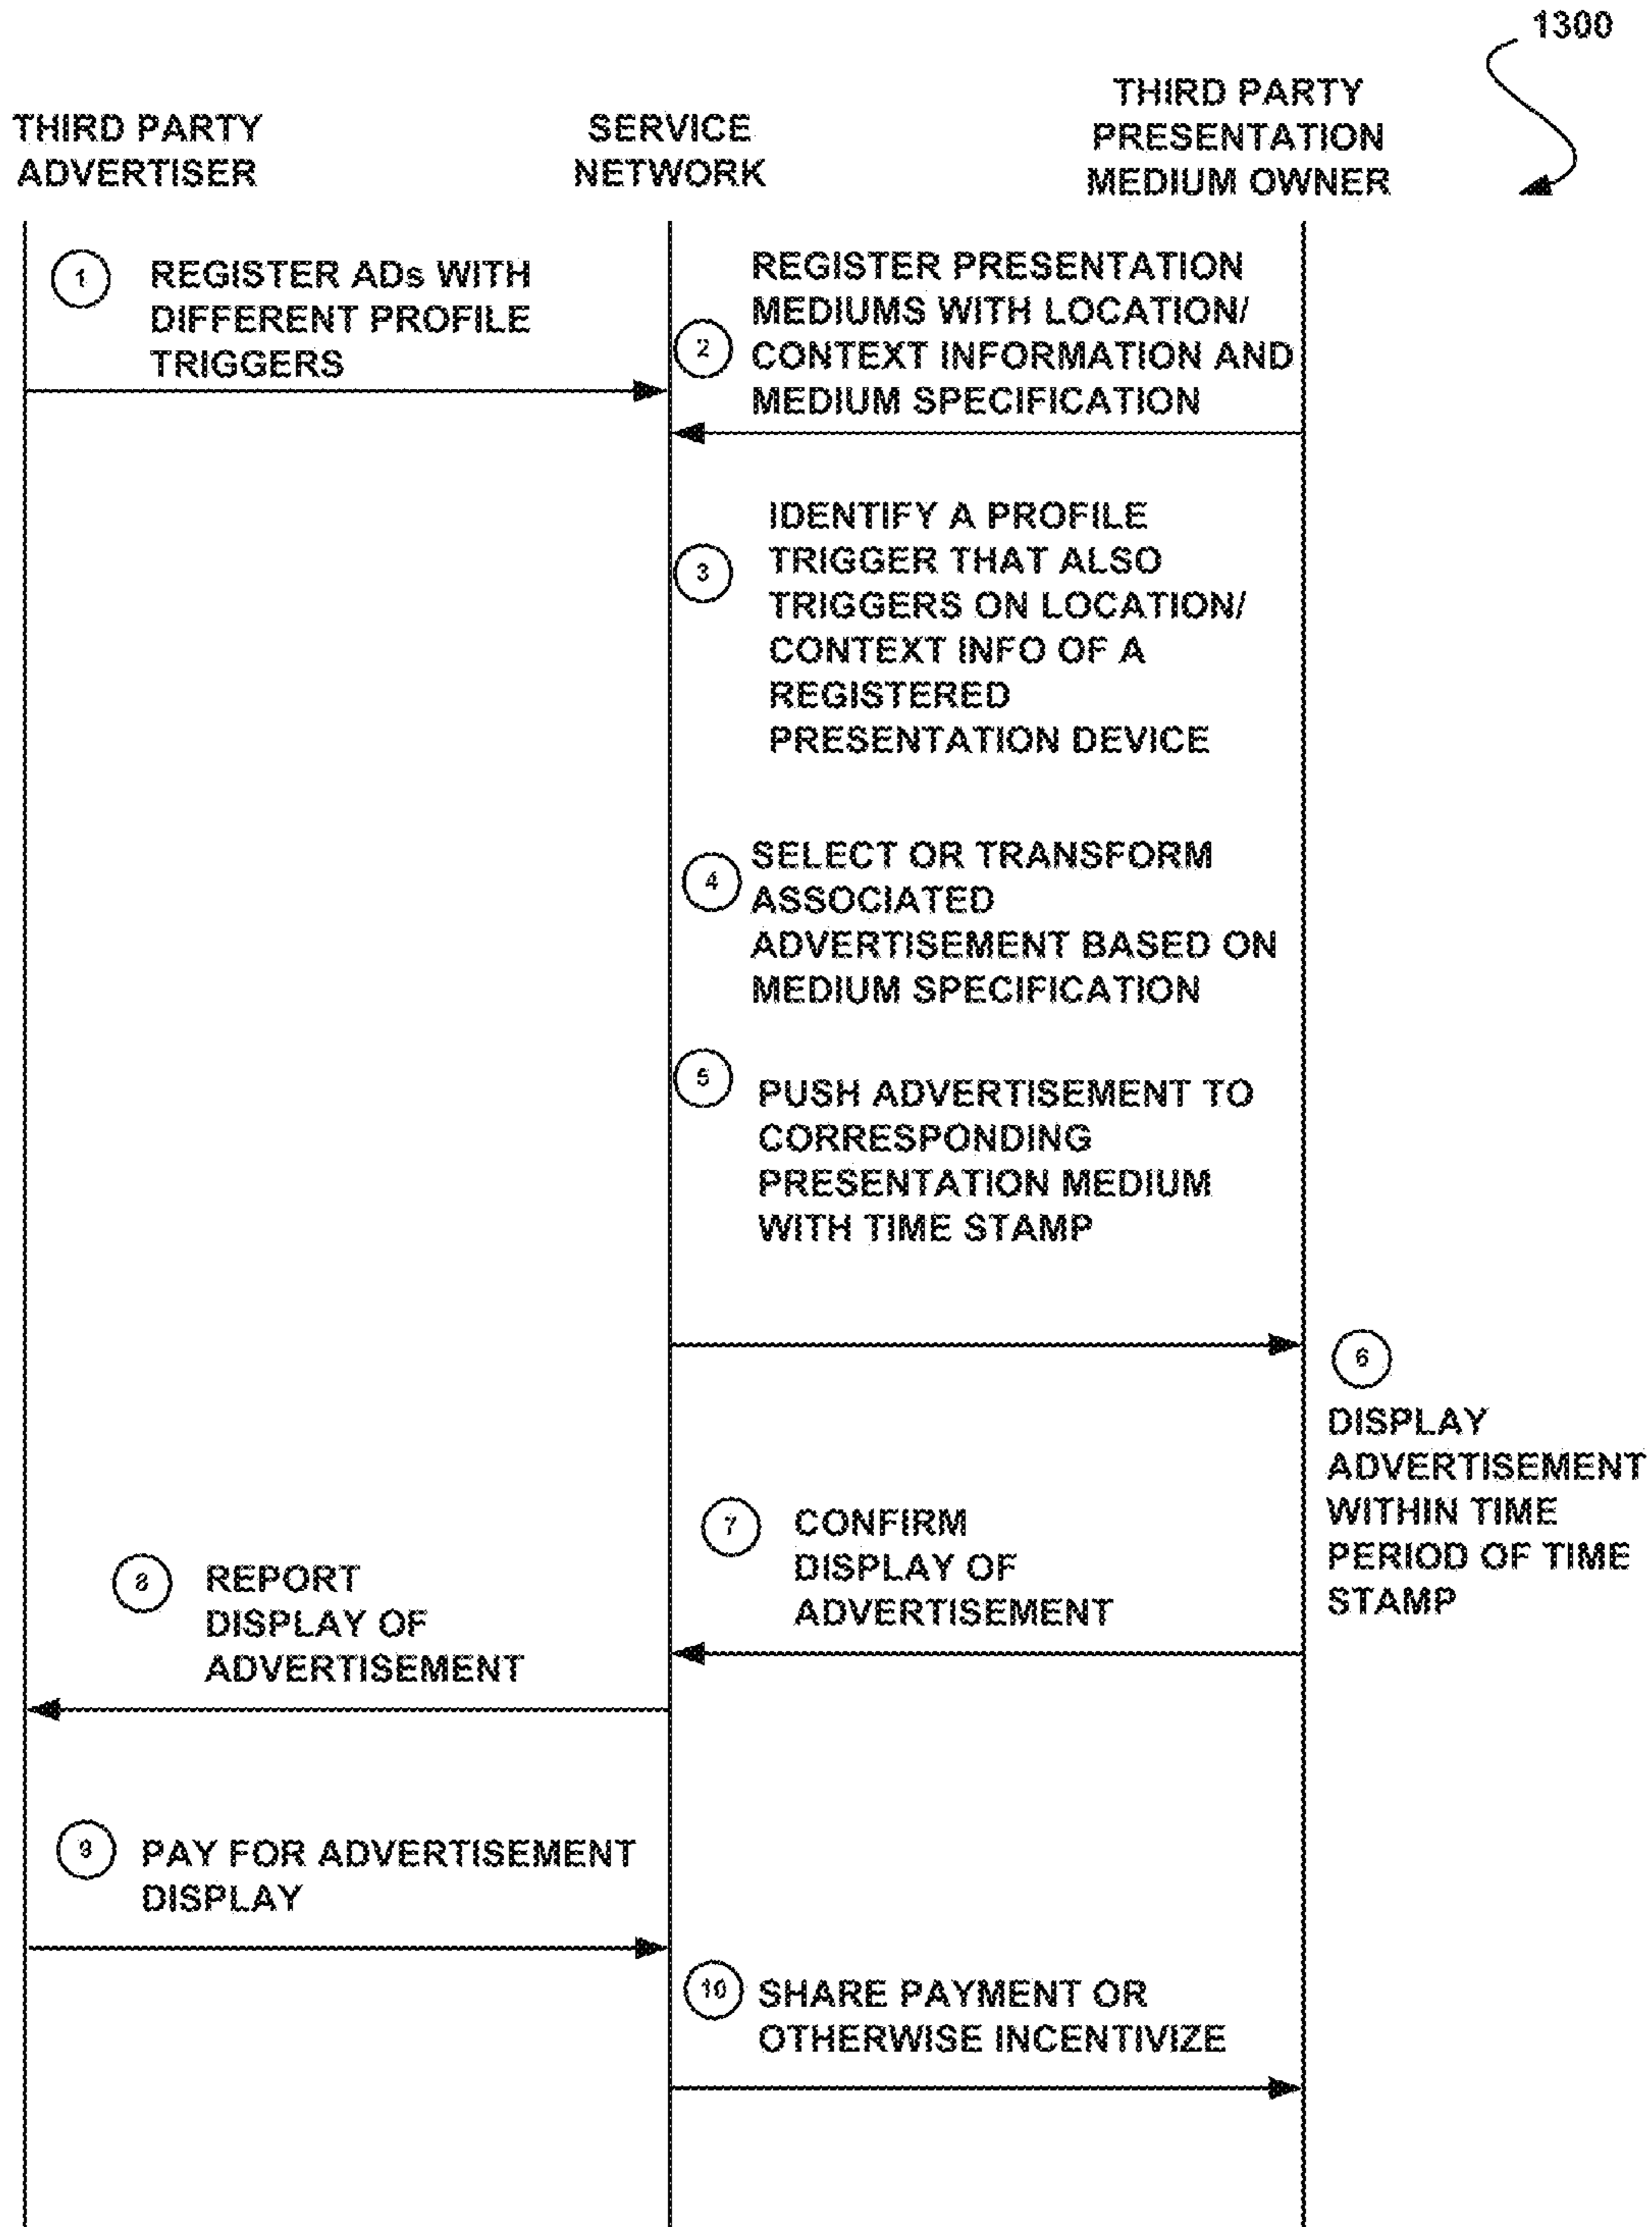 1300
THIRD PARTY
ADVERTISER
SERVICE
NETWORK
THIRD PARTY
PRESENTATION
MEDIUM OWNER
1
REGISTER ADs WITH
DIFFERENT PROFILE
TRIGGERS
2
REGISTER PRESENTATION
MEDIUMS WITH LOCATION/
CONTEXT INFORMATION AND
MEDIUM SPECIFICATION
3
IDENTIFY A PROFILE
TRIGGER THAT ALSO
TRIGGERS ON LOCATION/
CONTEXT INFO OF A
REGISTERED
PRESENTATION DEVICE
4
SELECT OR TRANSFORM
ASSOCIATED
ADVERTISEMENT BASED ON
MEDIUM SPECIFICATION
5
PUSH ADVERTISEMENT TO
CORRESPONDING
PRESENTATION MEDIUM
WITH TIME STAMP
6
DISPLAY
ADVERTISEMENT
WITHIN TIME
PERIOD OF TIME
STAMP
7
CONFIRM
DISPLAY OF
ADVERTISEMENT
8
REPORT
DISPLAY OF
ADVERTISEMENT
9
PAY FOR ADVERTISEMENT
DISPLAY
10
SHARE PAYMENT OR
OTHERWISE INCENTIVIZE